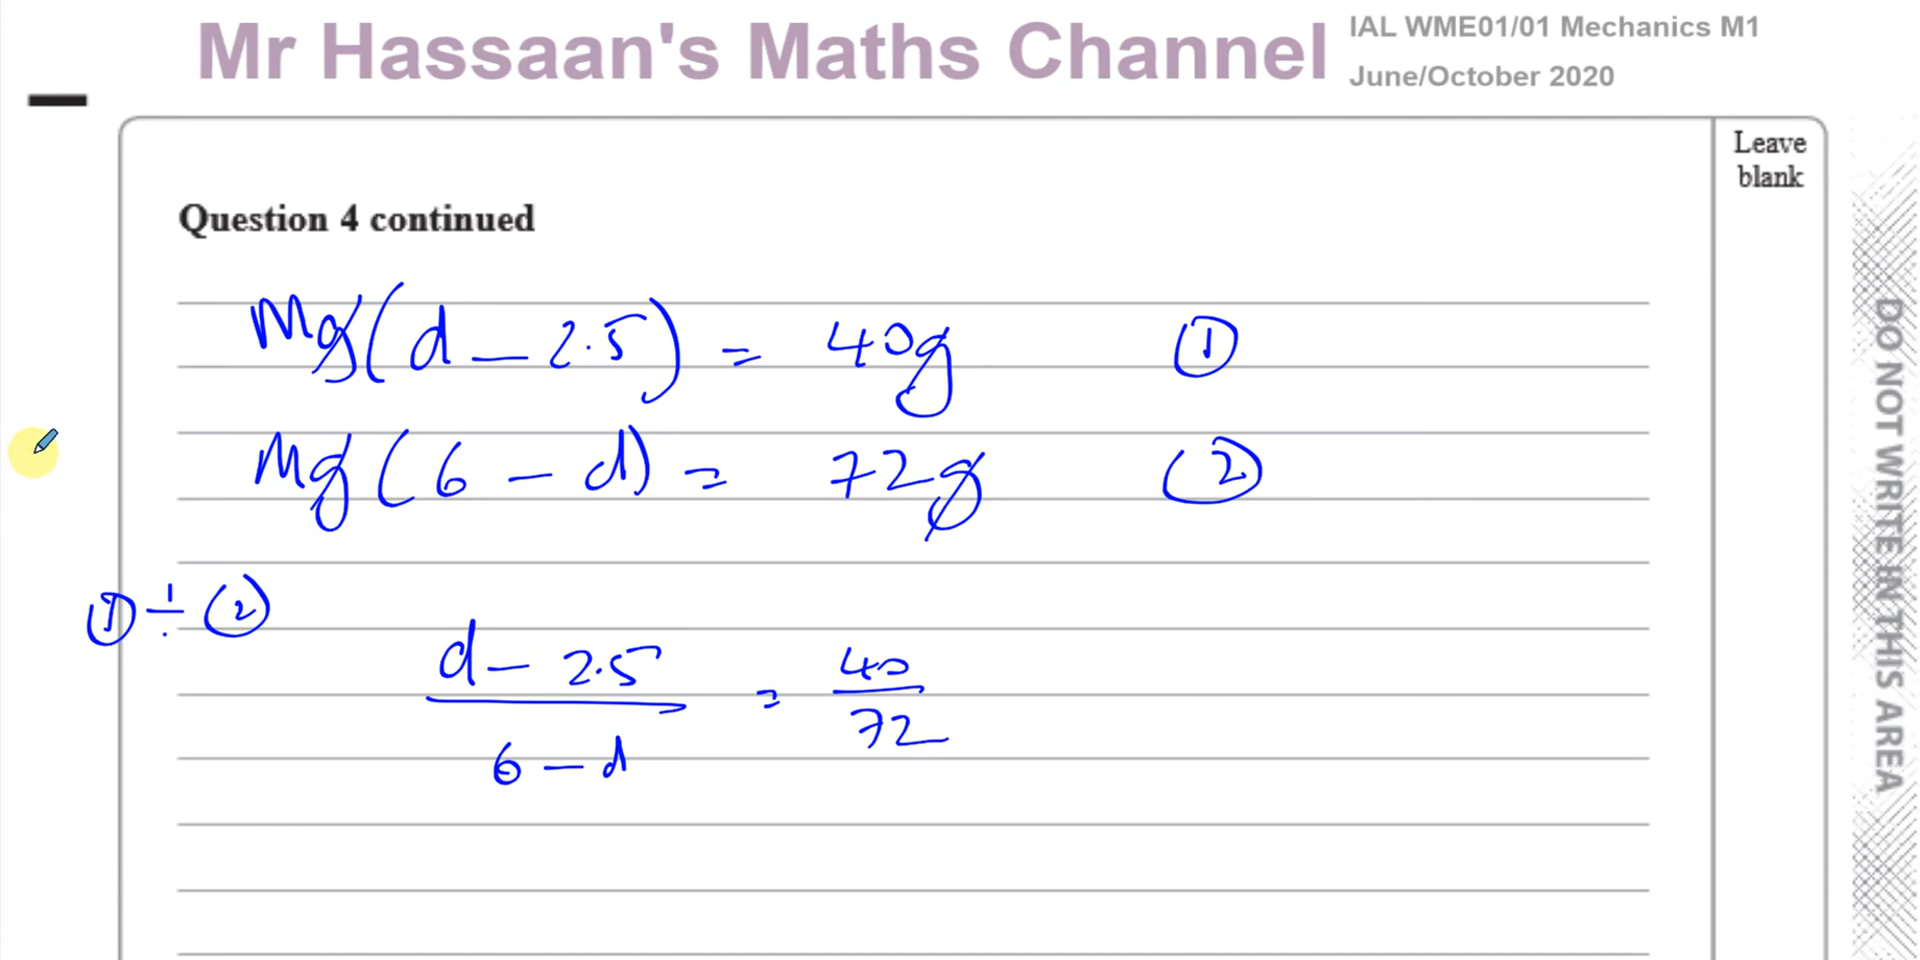 Mr Hassaan's Maths Channel
IAL WME01/01 Mechanics M1
June/October 2020
Leave
blank
Question 4 continued
Mg(d - 2.5) = 40g ①
Mg(6 - d) = 72g ②
① ÷ ②
d - 2.5
6 - d
=
40
72
DO NOT WRITE IN THIS AREA